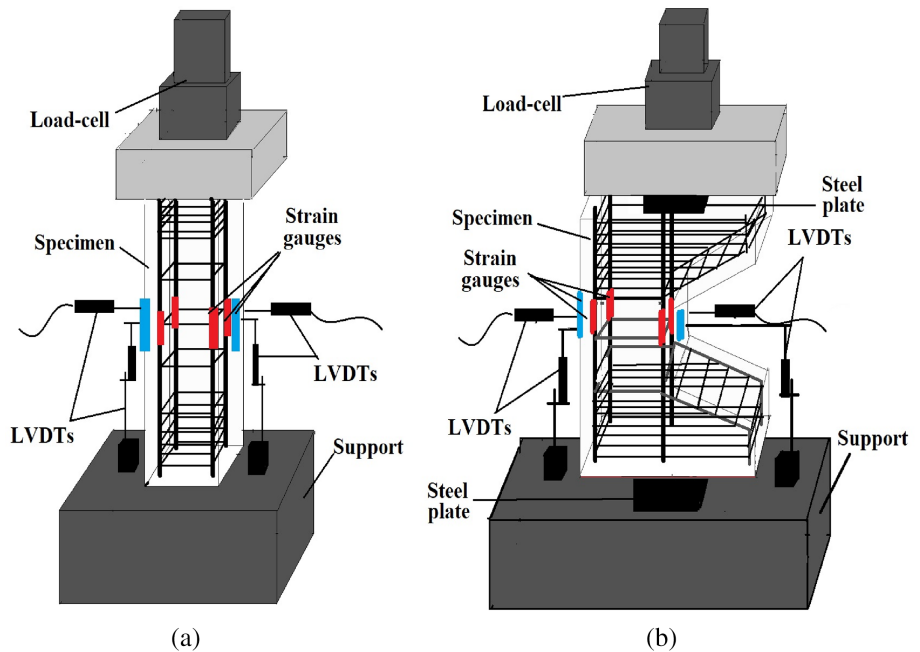 Load-cell
Specimen
Strain
gauges
LVDTs
LVDTs
Support
(a)
Load-cell
Steel
plate
Specimen
LVDTs
Strain
gauges
LVDTs
Support
Steel
plate
(b)